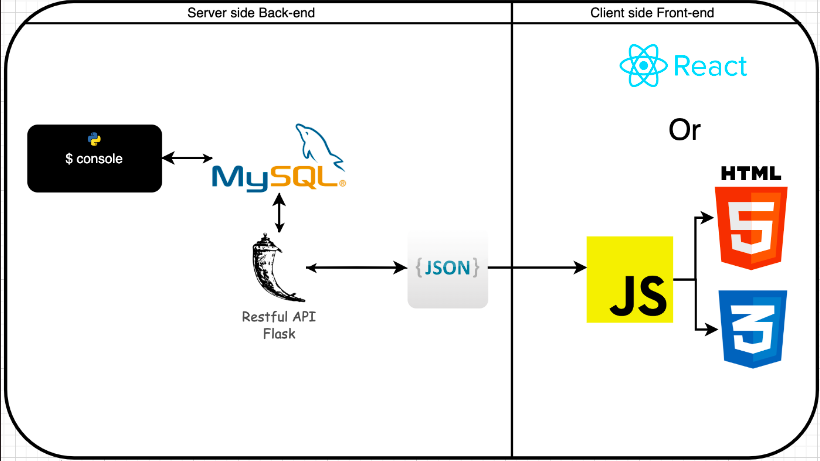 Server side Back-end
Client side Front-end
React
Or
$ console
MySQL®
HTML
5
{JSON}
JS
Restful API
Flask
3